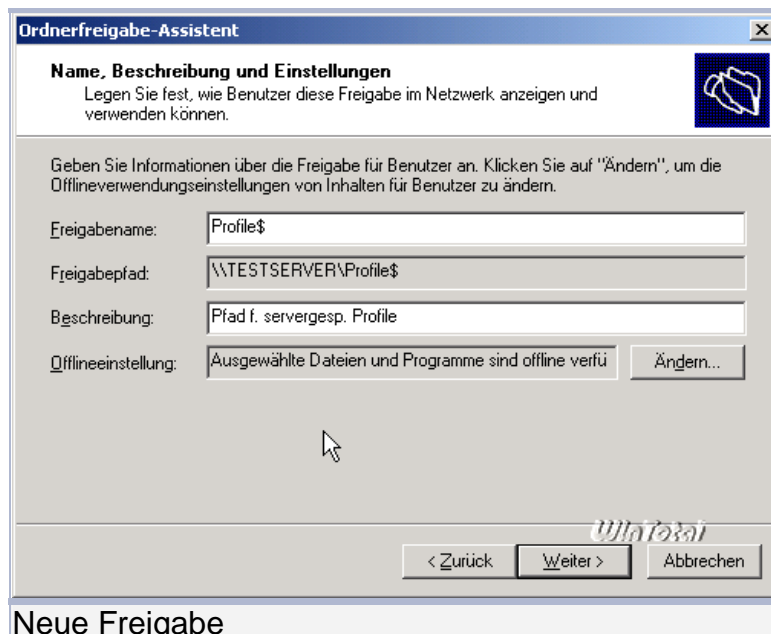 Ordnerfreigabe-Assistent
Name, Beschreibung und Einstellungen
Legen Sie fest, wie Benutzer diese Freigabe im Netzwerk anzeigen und
verwenden können.
Geben Sie Informationen über die Freigabe für Benutzer an. Klicken Sie auf "Ändern", um die
Offlineverwendungseinstellungen von Inhalten für Benutzer zu ändern.
Freigabename: Profile$
Freigabepfad: \\TESTSERVER\Profile$
Beschreibung: Pfad f. servergesp. Profile
Offlineeinstellung: Ausgewählte Dateien und Programme sind offline verfü Ändern...
WinTotal
< Zurück Weiter > Abbrechen
Neue Freigabe